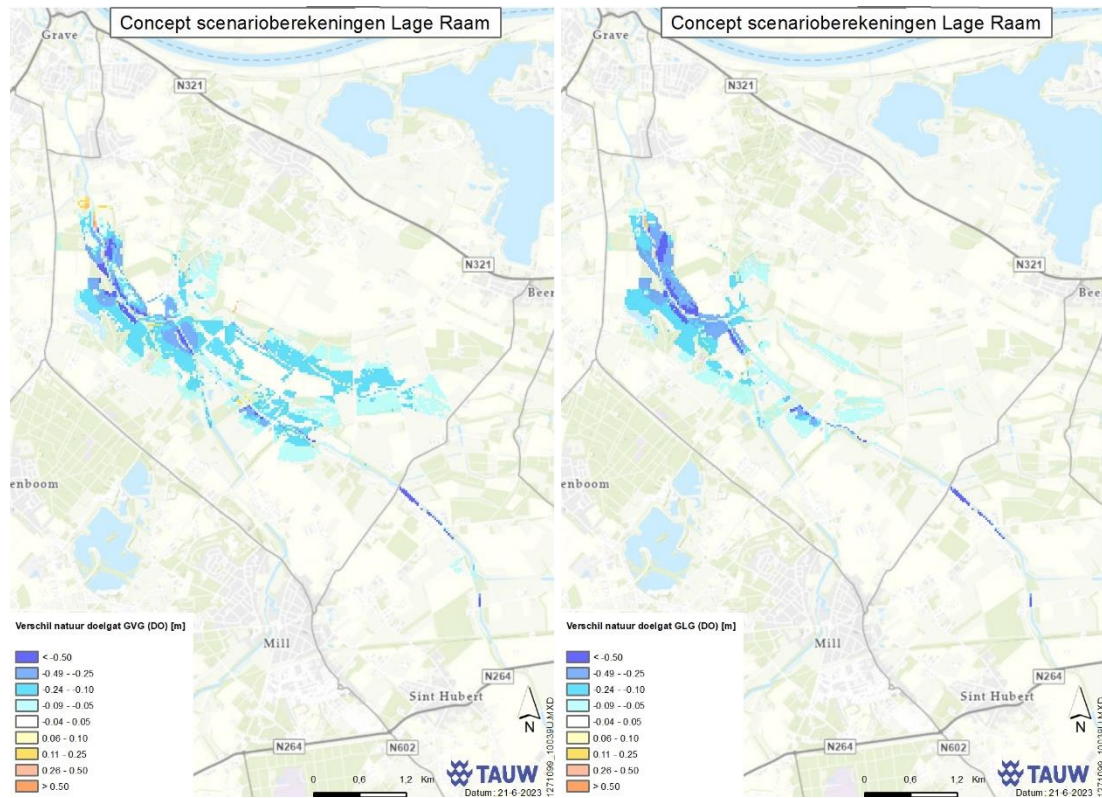 Concept scenarioberekeningen Lage Raam
Grave
N321
N321
Beer
enboom
Mill
Sint Hubert
N264
N264
N602
Verschil natuur doelgat GVG (DO) [m]
< -0.50
-0.49 - -0.25
-0.24 - -0.10
-0.09 - -0.05
-0.04 - 0.05
0.06 - 0.10
0.11 - 0.25
0.26 - 0.50
> 0.50
N
0 0,6 1,2 Km
TAUW
Datum: 21-6-2023
1271099_10039U.MXD
Concept scenarioberekeningen Lage Raam
Grave
N321
N321
Beer
enboom
Mill
Sint Hubert
N264
N264
N602
Verschil natuur doelgat GLG (DO) [m]
< -0.50
-0.49 - -0.25
-0.24 - -0.10
-0.09 - -0.05
-0.04 - 0.05
0.06 - 0.10
0.11 - 0.25
0.26 - 0.50
> 0.50
N
0 0,6 1,2 Km
TAUW
Datum: 21-6-2023
1271099_10039U.MXD